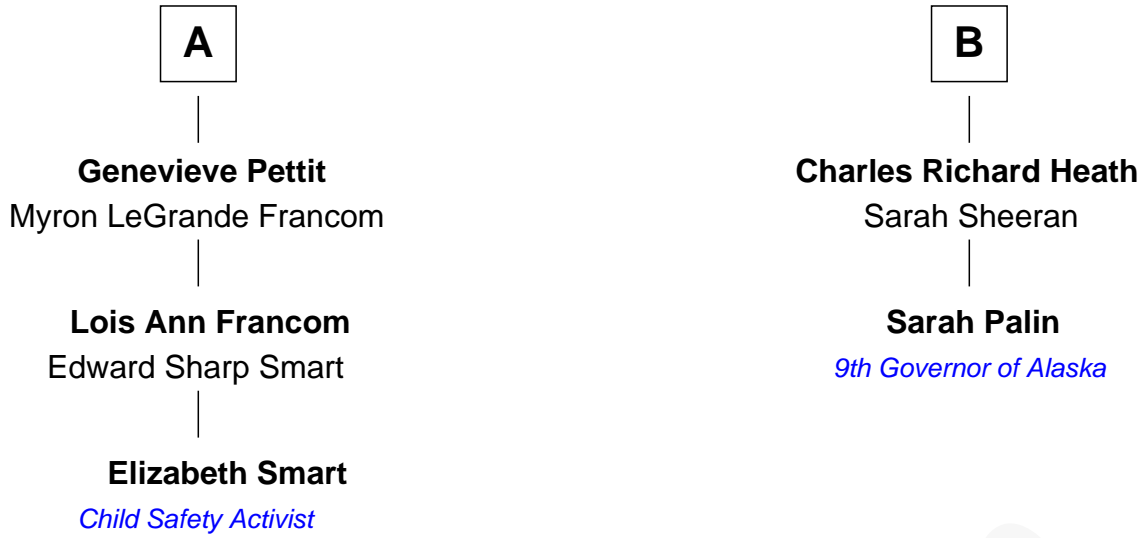 A
B
Genevieve Pettit
Myron LeGrande Francom
Charles Richard Heath
Sarah Sheeran
Lois Ann Francom
Edward Sharp Smart
Sarah Palin
9th Governor of Alaska
Elizabeth Smart
Child Safety Activist